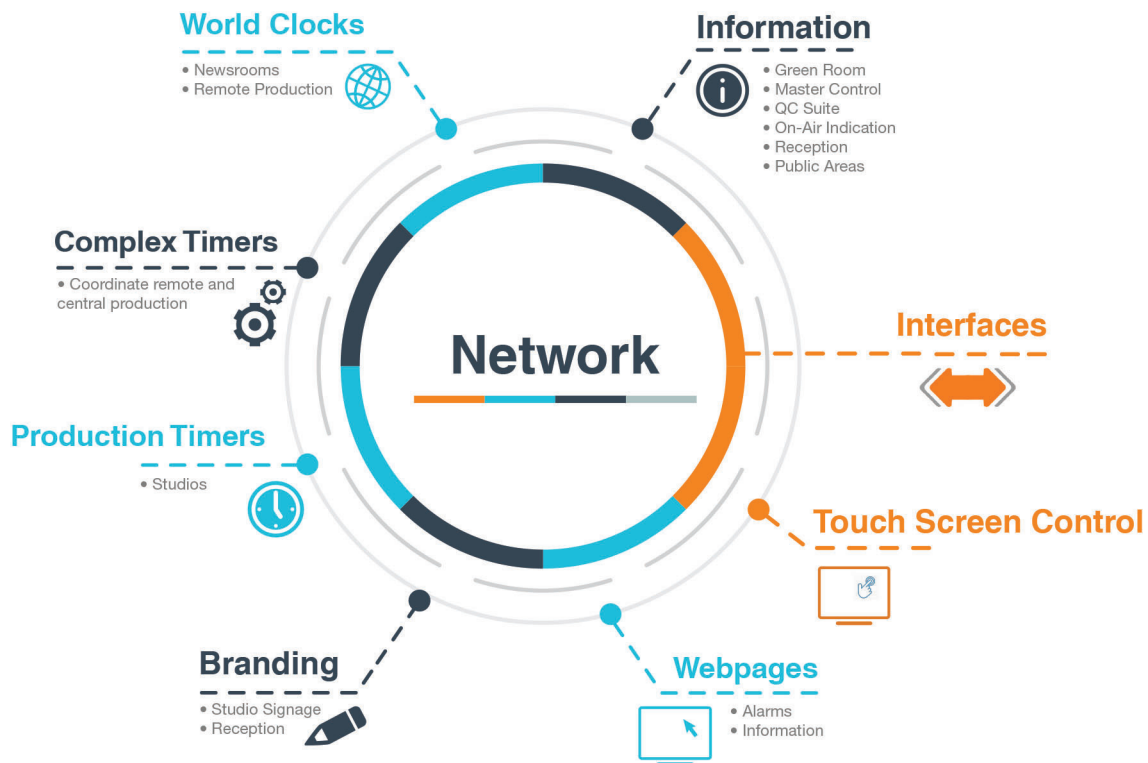 World Clocks
• Newsrooms
• Remote Production
Information
• Green Room
• Master Control
• QC Suite
• On-Air Indication
• Reception
• Public Areas
Complex Timers
• Coordinate remote and
central production
Network
Interfaces
Production Timers
• Studios
Touch Screen Control
Branding
• Studio Signage
• Reception
Webpages
• Alarms
• Information